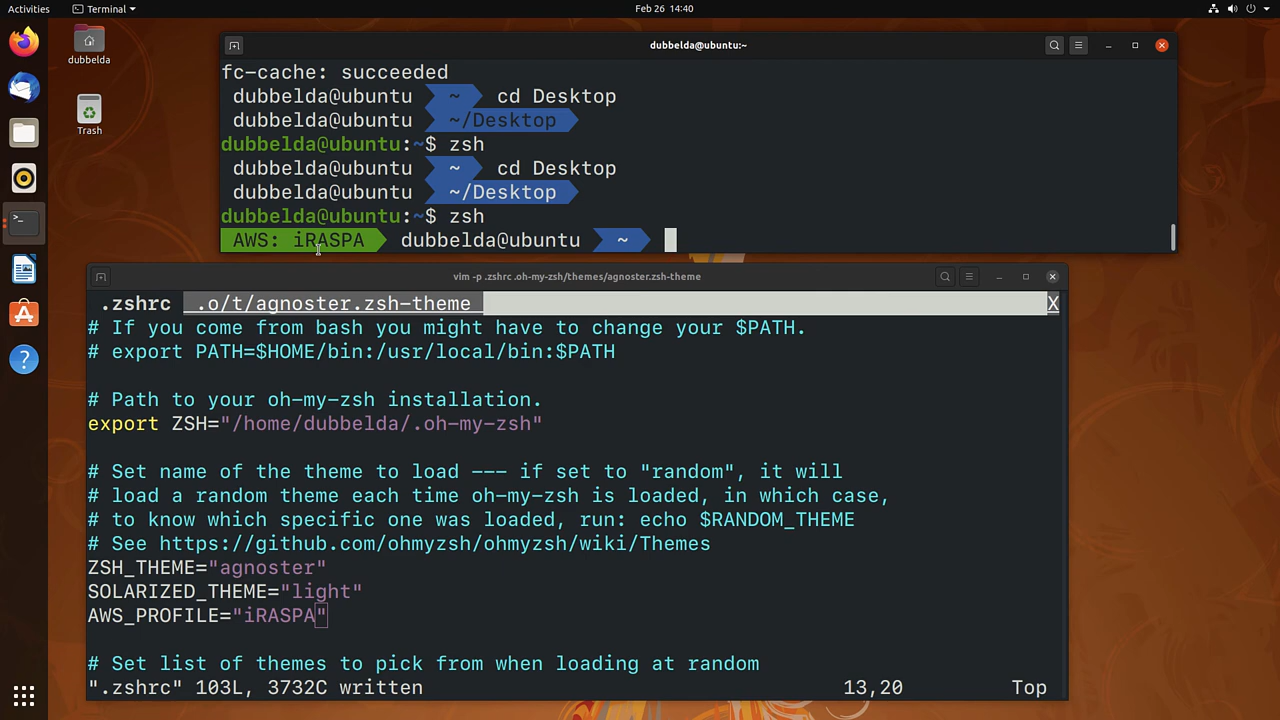 Activities Terminal Feb 26 14:40
dubbelda
Trash
dubbelda@ubuntu:~
fc-cache: succeeded
dubbelda@ubuntu ~ cd Desktop
dubbelda@ubuntu ~/Desktop
dubbelda@ubuntu:~$ zsh
dubbelda@ubuntu ~ cd Desktop
dubbelda@ubuntu ~/Desktop
dubbelda@ubuntu:~$ zsh
AWS: iRASPA dubbelda@ubuntu ~
vim -p .zshrc .oh-my-zsh/themes/agnoster.zsh-theme
.zshrc .o/t/agnoster.zsh-theme X
# If you come from bash you might have to change your $PATH.
# export PATH=$HOME/bin:/usr/local/bin:$PATH
# Path to your oh-my-zsh installation.
export ZSH="/home/dubbelda/.oh-my-zsh"
# Set name of the theme to load --- if set to "random", it will
# load a random theme each time oh-my-zsh is loaded, in which case,
# to know which specific one was loaded, run: echo $RANDOM_THEME
# See https://github.com/ohmyzsh/ohmyzsh/wiki/Themes
ZSH_THEME="agnoster"
SOLARIZED_THEME="light"
AWS_PROFILE="iRASPA"
# Set list of themes to pick from when loading at random
".zshrc" 103L, 3732C written 13,20 Top